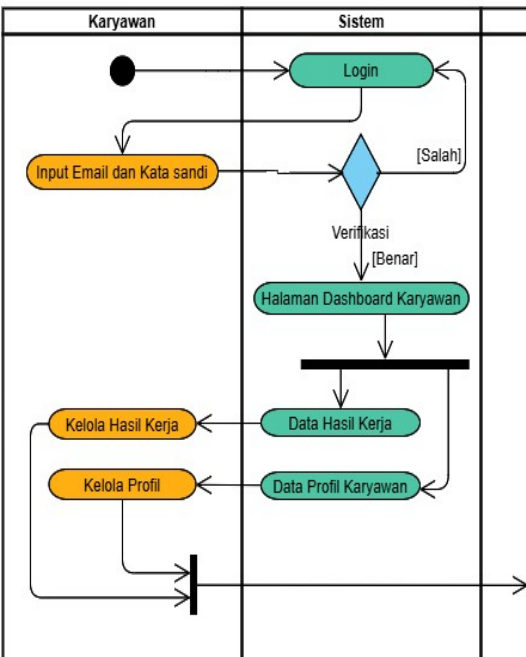 Karyawan
Sistem
Login
[Salah]
Input Email dan Kata sandi
Verifikasi
[Benar]
Halaman Dashboard Karyawan
Kelola Hasil Kerja
Data Hasil Kerja
Kelola Profil
Data Profil Karyawan